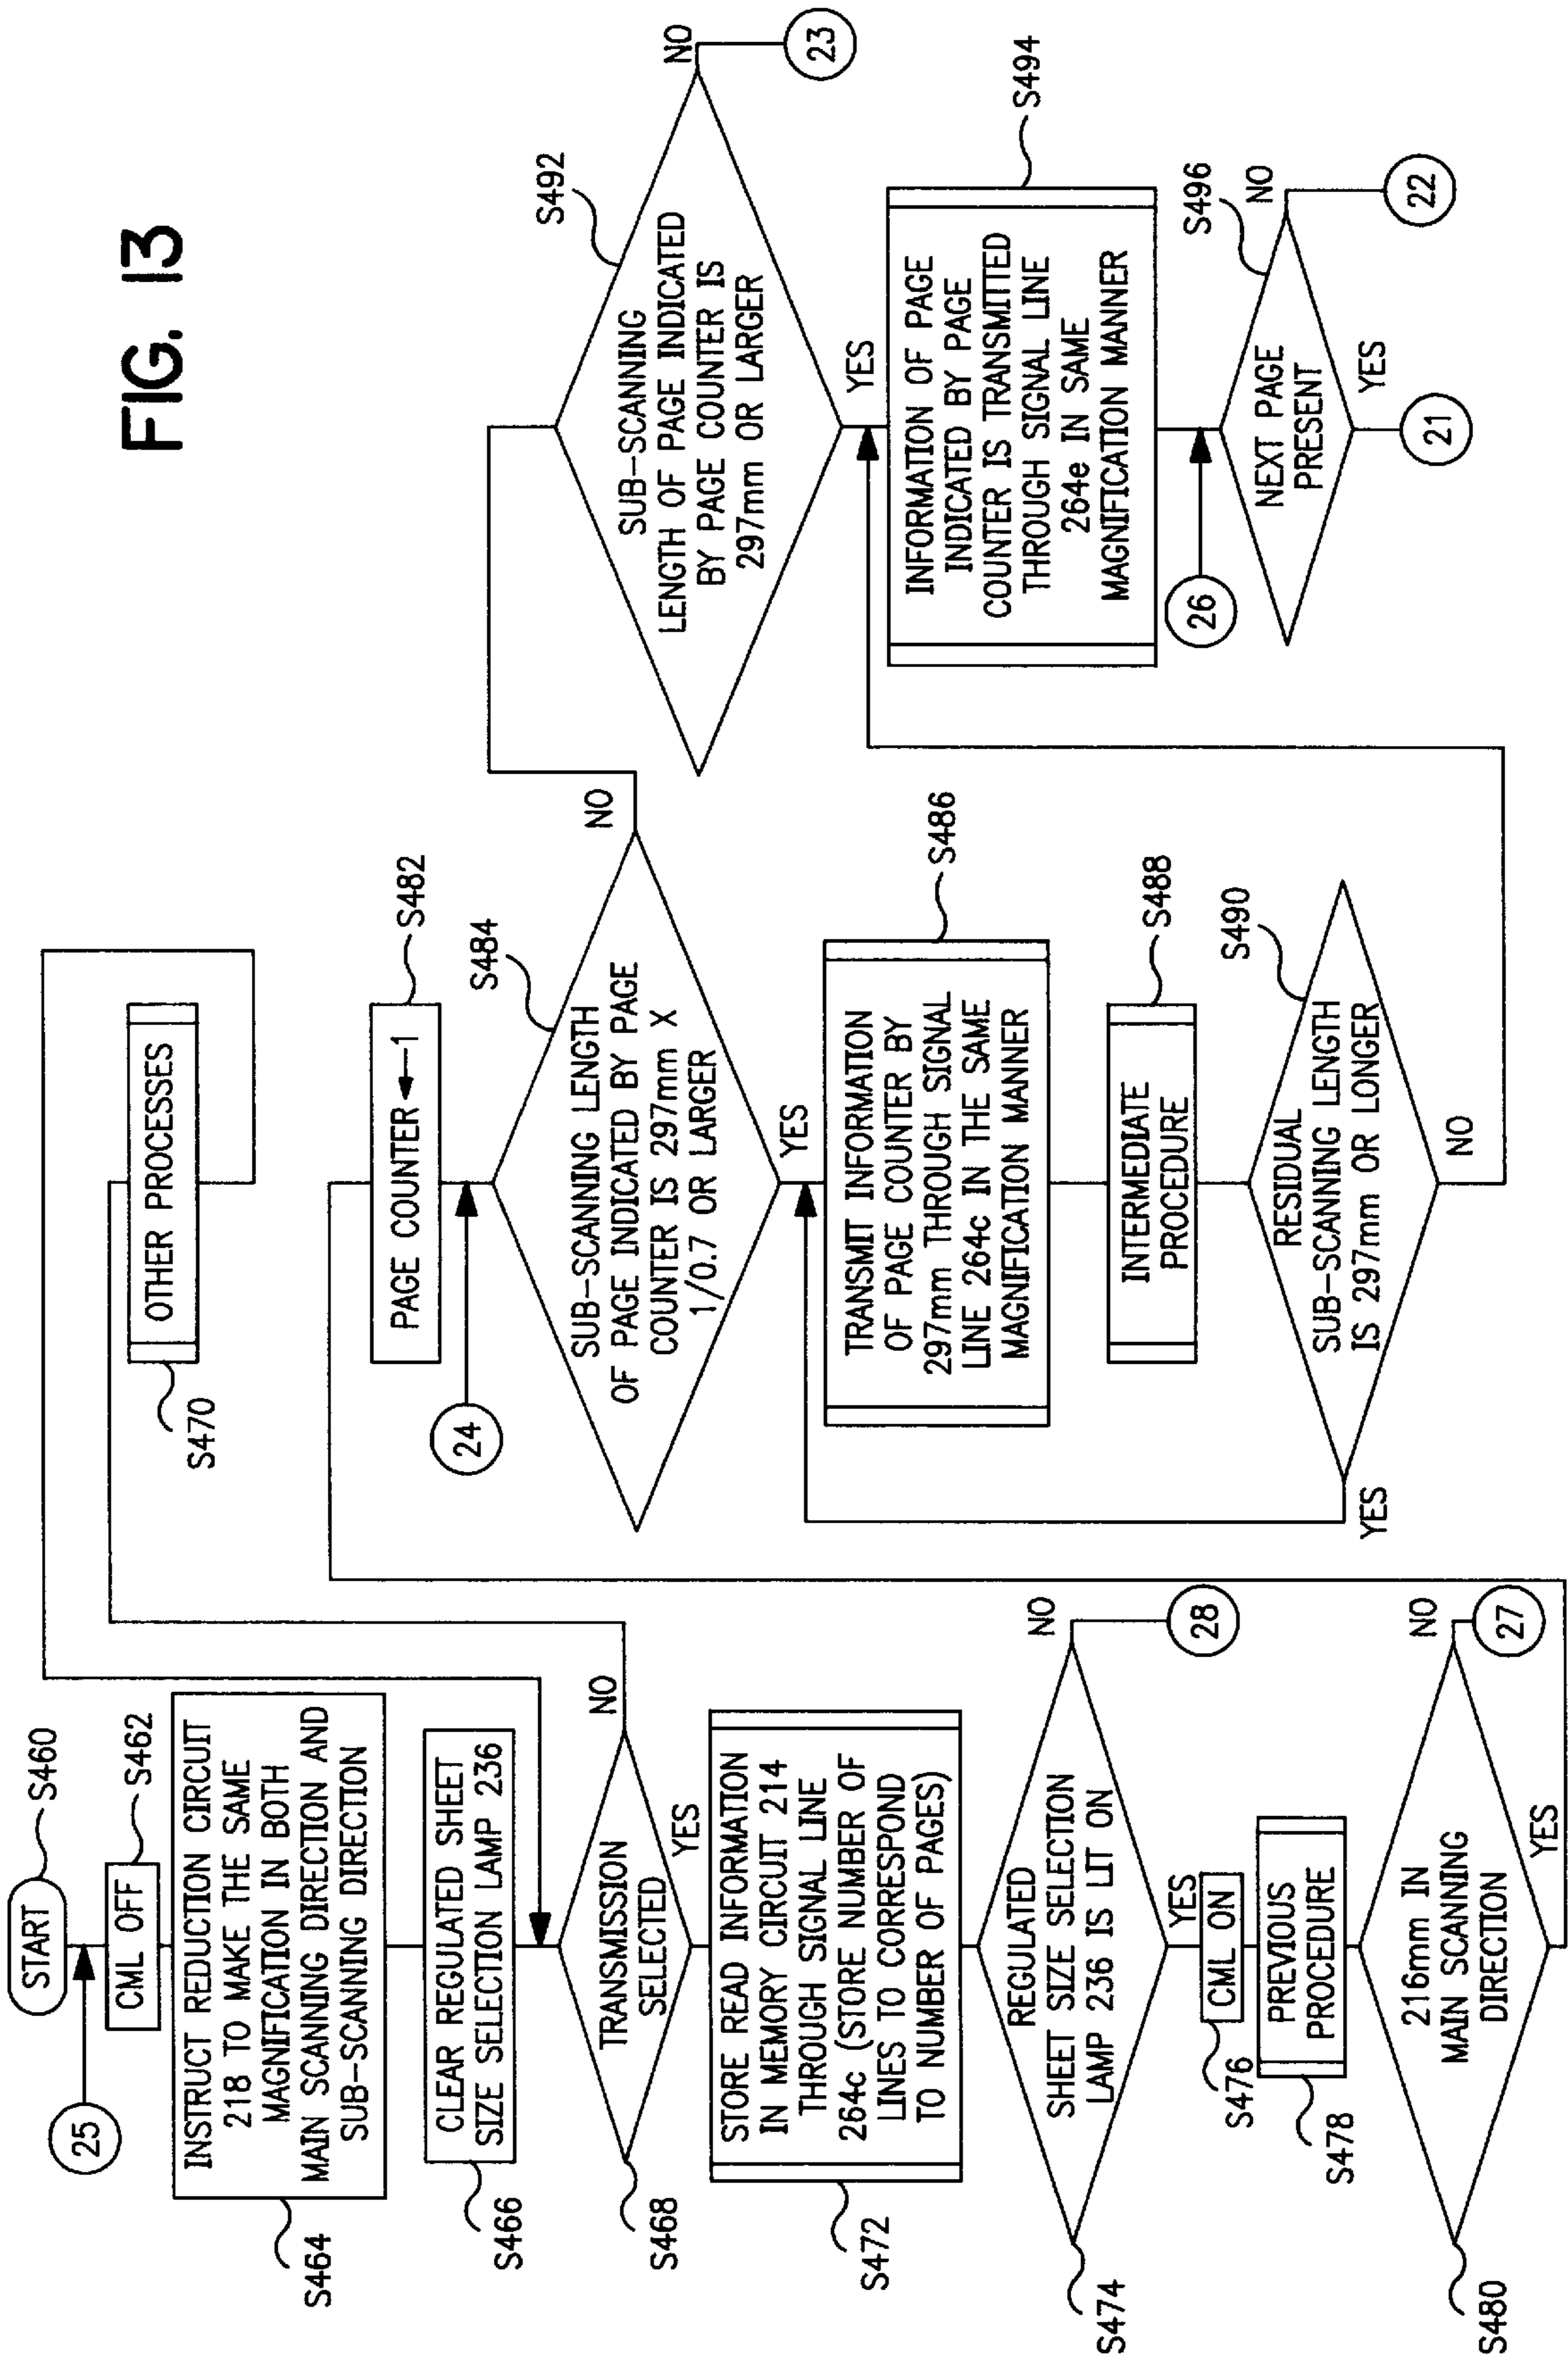 FIG. 13
START
S460
25
CML OFF
S462
INSTRUCT REDUCTION CIRCUIT
218 TO MAKE THE SAME
MAGNIFICATION IN BOTH
MAIN SCANNING DIRECTION AND
SUB-SCANNING DIRECTION
S464
CLEAR REGULATED SHEET
SIZE SELECTION LAMP 236
S466
TRANSMISSION
SELECTED
S468
NO
YES
OTHER PROCESSES
S470
STORE READ INFORMATION
IN MEMORY CIRCUIT 214
THROUGH SIGNAL LINE
264c (STORE NUMBER OF
LINES TO CORRESPOND
TO NUMBER OF PAGES)
S472
REGULATED
SHEET SIZE SELECTION
LAMP 236 IS LIT ON
S474
NO
28
YES
CML ON
S476
PREVIOUS
PROCEDURE
S478
216mm IN
MAIN SCANNING
DIRECTION
S480
NO
27
YES
PAGE COUNTER ← 1
S482
24
SUB-SCANNING LENGTH
OF PAGE INDICATED BY PAGE
COUNTER IS 297mm X
1/0.7 OR LARGER
S484
NO
YES
TRANSMIT INFORMATION
OF PAGE COUNTER BY
297mm THROUGH SIGNAL
LINE 264c IN THE SAME
MAGNIFICATION MANNER
S486
INTERMEDIATE
PROCEDURE
S488
RESIDUAL
SUB-SCANNING LENGTH
IS 297mm OR LONGER
S490
YES
NO
SUB-SCANNING
LENGTH OF PAGE INDICATED
BY PAGE COUNTER IS
297mm OR LARGER
S492
NO
23
YES
INFORMATION OF PAGE
INDICATED BY PAGE
COUNTER IS TRANSMITTED
THROUGH SIGNAL LINE
264e IN SAME
MAGNIFICATION MANNER
S494
26
NEXT PAGE
PRESENT
S496
NO
22
YES
21